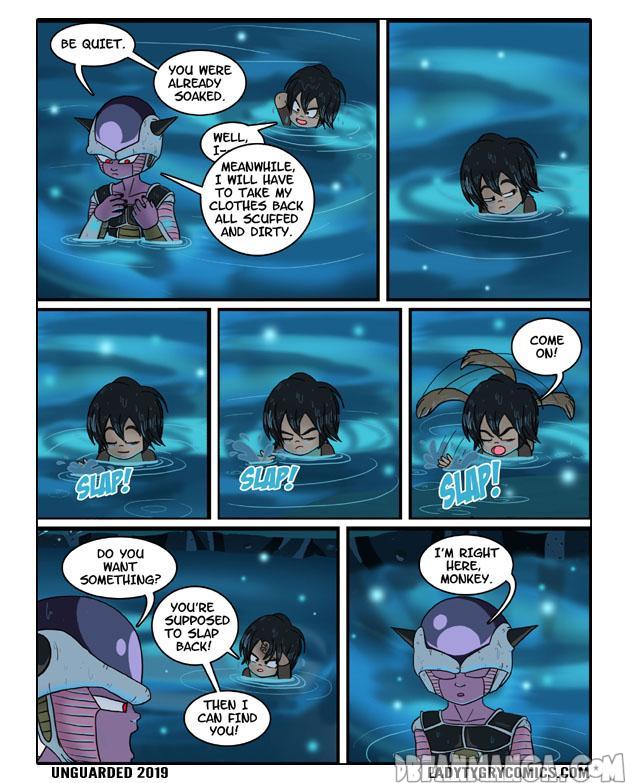 BE QUIET.
YOU WERE
ALREADY
SOAKED.
WELL,
I-
MEANWHILE,
I WILL HAVE
TO TAKE MY
CLOTHES BACK
ALL SCUFFED
AND DIRTY.
SLAP!
SLAP!
COME
ON!
SLAP!
DO YOU
WANT
SOMETHING?
YOU'RE
SUPPOSED
TO SLAP
BACK!
THEN I
CAN FIND
YOU!
I'M RIGHT
HERE,
MONKEY.
DBFANMANGA.COM
UNGUARDED 2019
LADYTYGRYCOMICS.COM